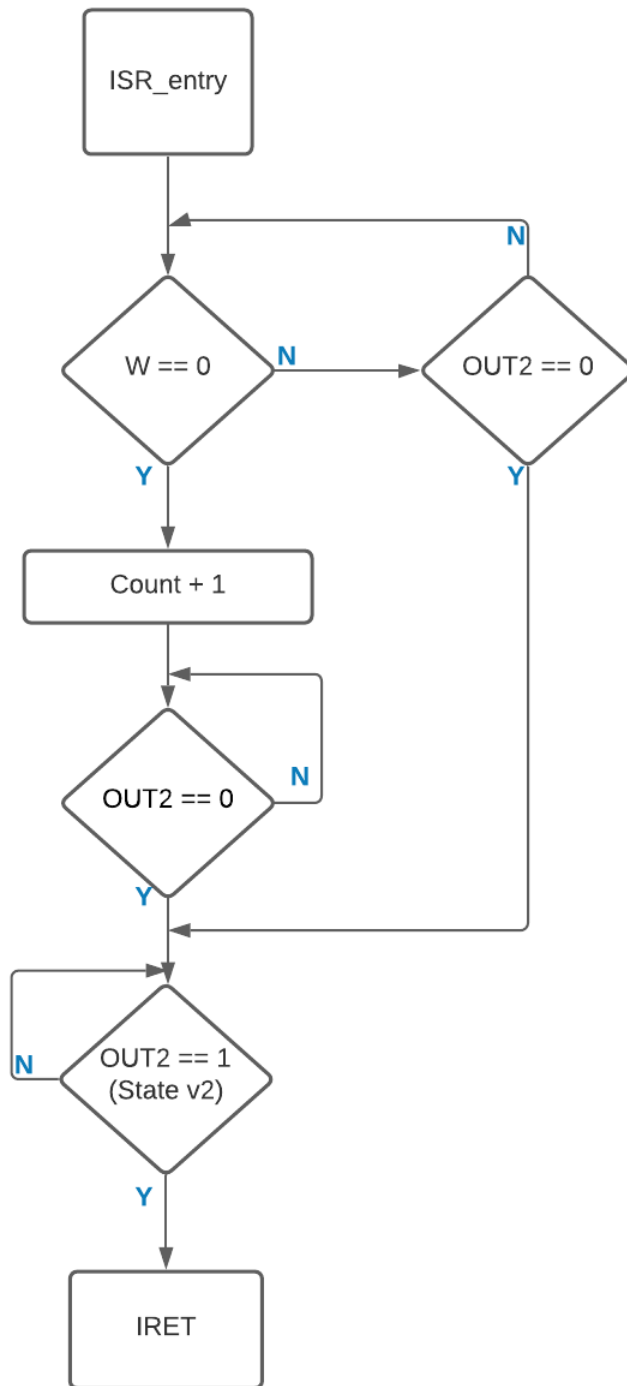 ISR_entry
N
W == 0
N
OUT2 == 0
Y
Y
Count + 1
N
OUT2 == 0
Y
OUT2 == 1
(State v2)
N
Y
IRET